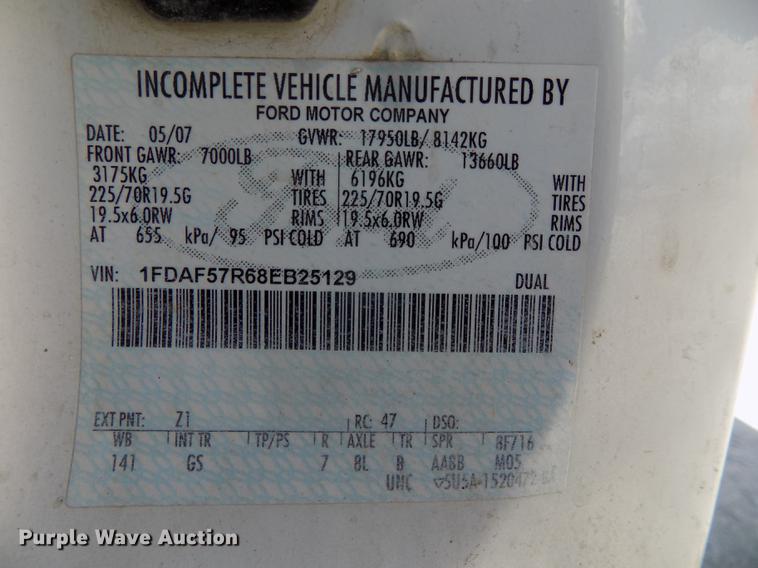 INCOMPLETE VEHICLE MANUFACTURED BY
FORD MOTOR COMPANY
DATE: 05/07 GVWR: 17950LB/ 8142KG
FRONT GAWR: 7000LB REAR GAWR: 13660LB
3175KG WITH 6196KG WITH
225/70R19.5G TIRES 225/70R19.5G TIRES
19.5x6.0RW RIMS 19.5x6.0RW RIMS
AT 655 kPa/ 95 PSI COLD AT 690 kPa/100 PSI COLD
VIN: 1FDAF57R68EB25129 DUAL
EXT PNT: Z1 RC: 47 DSO:
WB INT TR TP/PS R AXLE TR SPR 8F716
141 GS 7 8L B AABB M05
UNC
Purple Wave Auction